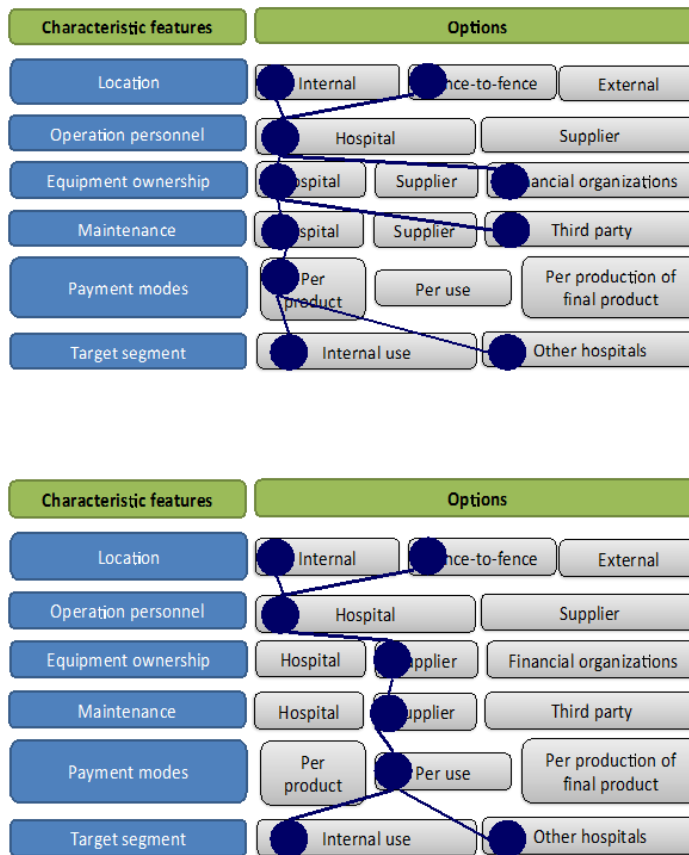 Characteristic features Options
Location Internal nce-to-fence External
Operation personnel Hospital Supplier
Equipment ownership ospital Supplier ancial organizations
Maintenance spital Supplier Third party
Payment modes Per product Per use Per production of
final product
Target segment Internal use Other hospitals
Characteristic features Options
Location Internal nce-to-fence External
Operation personnel Hospital Supplier
Equipment ownership Hospital upplier Financial organizations
Maintenance Hospital upplier Third party
Payment modes Per product Per use Per production of
final product
Target segment Internal use Other hospitals